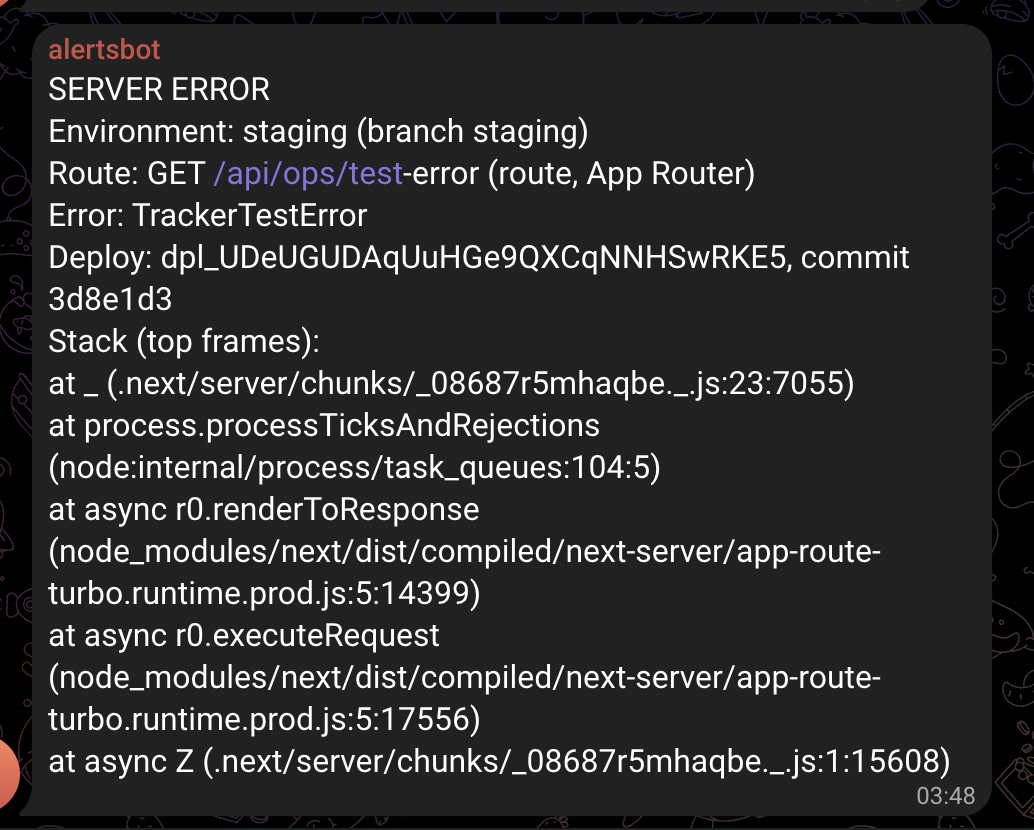 alertsbot
SERVER ERROR
Environment: staging (branch staging)
Route: GET /api/ops/test-error (route, App Router)
Error: TrackerTestError
Deploy: dpl_UDeUGUDAqUuHGe9QXCqNNHSwRKE5, commit
3d8e1d3
Stack (top frames):
at _ (.next/server/chunks/_08687r5mhaqbe._.js:23:7055)
at process.processTicksAndRejections
(node:internal/process/task_queues:104:5)
at async r0.renderToResponse
(node_modules/next/dist/compiled/next-server/app-route-
turbo.runtime.prod.js:5:14399)
at async r0.executeRequest
(node_modules/next/dist/compiled/next-server/app-route-
turbo.runtime.prod.js:5:17556)
at async Z (.next/server/chunks/_08687r5mhaqbe._.js:1:15608)
03:48